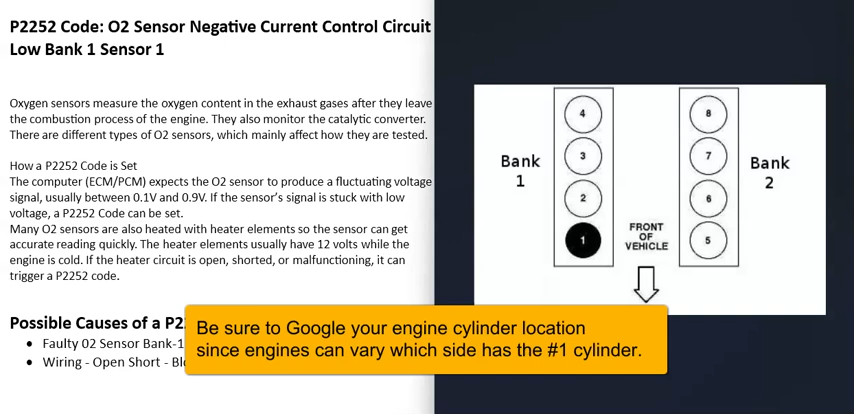 P2252 Code: O2 Sensor Negative Current Control Circuit
Low Bank 1 Sensor 1
Oxygen sensors measure the oxygen content in the exhaust gases after they leave
the combustion process of the engine. They also monitor the catalytic converter.
There are different types of O2 sensors, which mainly affect how they are tested.
How a P2252 Code is Set
The computer (ECM/PCM) expects the O2 sensor to produce a fluctuating voltage
signal, usually between 0.1V and 0.9V. If the sensor's signal is stuck with low
voltage, a P2252 Code can be set.
Many O2 sensors are also heated with heater elements so the sensor can get
accurate reading quickly. The heater elements usually have 12 volts while the
engine is cold. If the heater circuit is open, shorted, or malfunctioning, it can
trigger a P2252 code.
Possible Causes of a P2
Faulty 02 Sensor Bank-1
Wiring - Open Short -
Bank
1
4
3
2
1
FRONT
OF
VEHICLE
8
7
6
5
Bank
2
Be sure to Google your engine cylinder location
since engines can vary which side has the #1 cylinder.